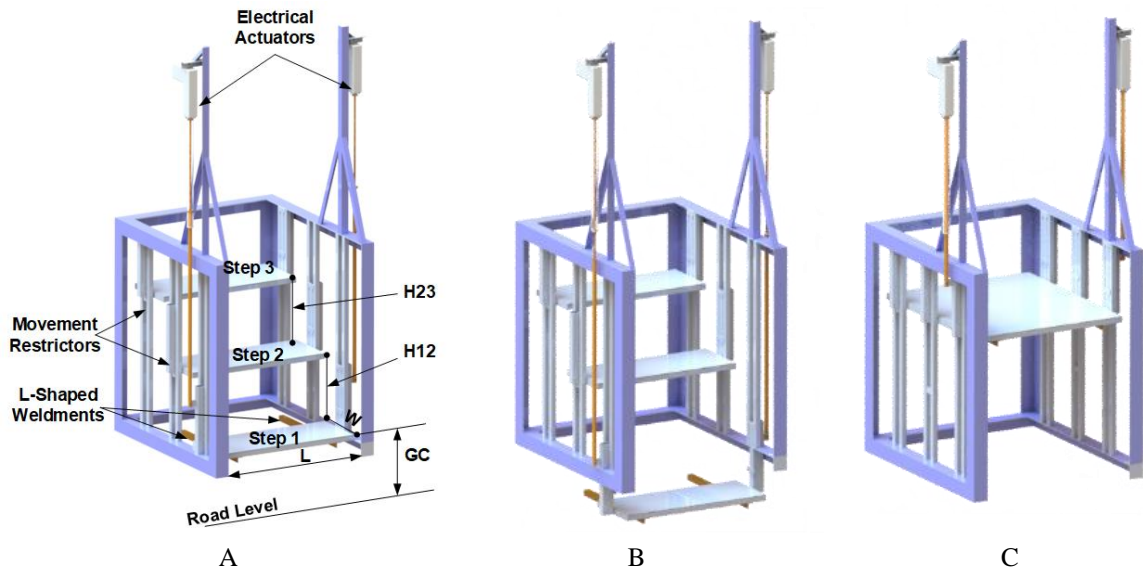 Electrical
Actuators
Step 3
H23
Movement
Restrictors
Step 2
H12
L-Shaped
Weldments
W
Step 1
L
GC
Road Level
A
B
C